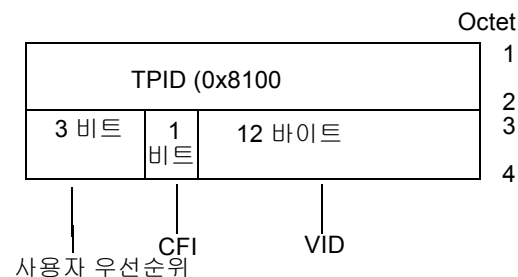 Octet
1
TPID (0x8100
2
3 비트
1
비트
12 바이트
3
4
CFI
VID
사용자 우선순위